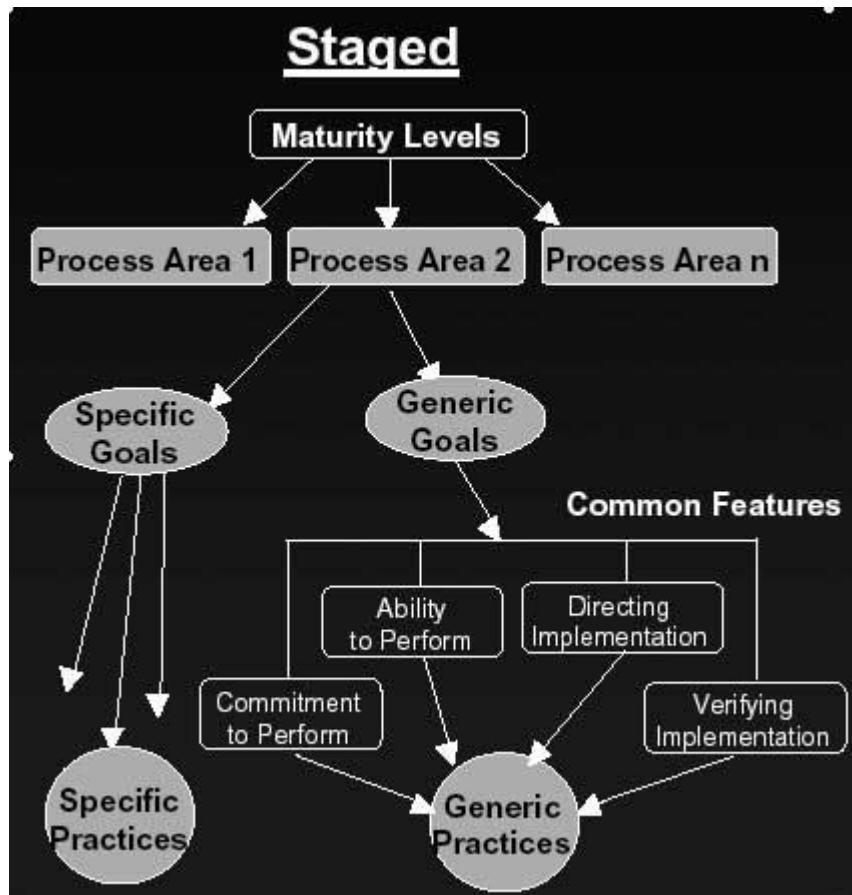 Staged
Maturity Levels
Process Area 1
Process Area 2
Process Area n
Specific
Goals
Generic
Goals
Common Features
Ability
to Perform
Directing
Implementation
Commitment
to Perform
Verifying
Implementation
Specific
Practices
Generic
Practices